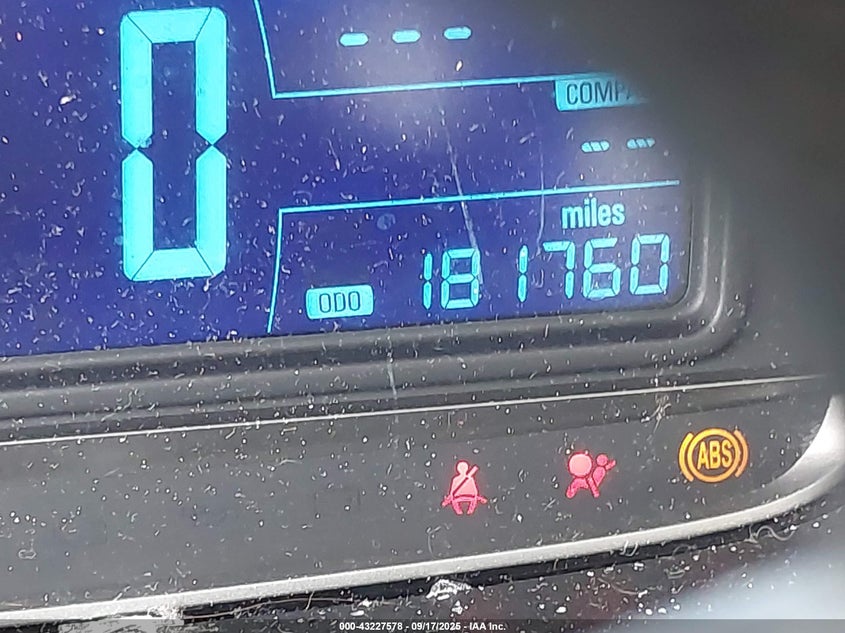 0
- - -
COMPA
-- --
miles
ODO 181760
ABS
000-43227578 - 09/17/2025 - IAA Inc.